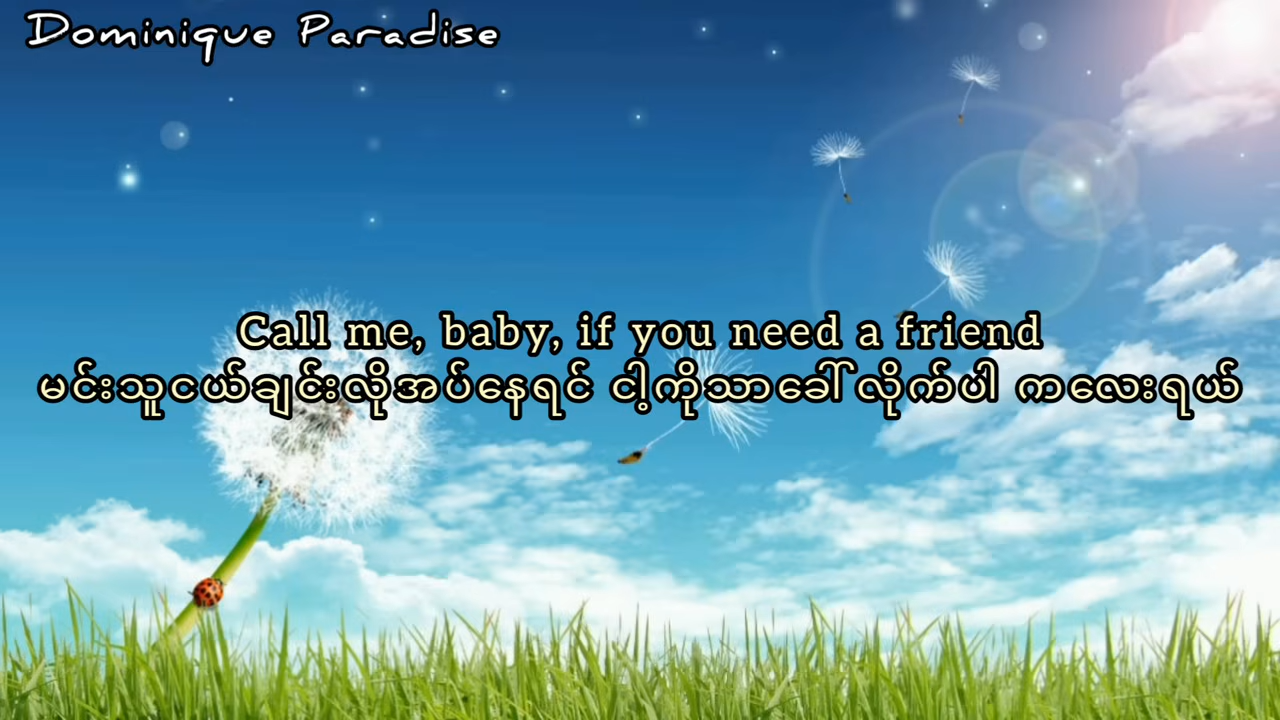 Dominique Paradise
Call me, baby, if you need a friend
မင်းသူငယ်ချင်းလိုအပ်နေရင် ငါ့ကိုသာခေါ်လိုက်ပါ ကလေးရယ်